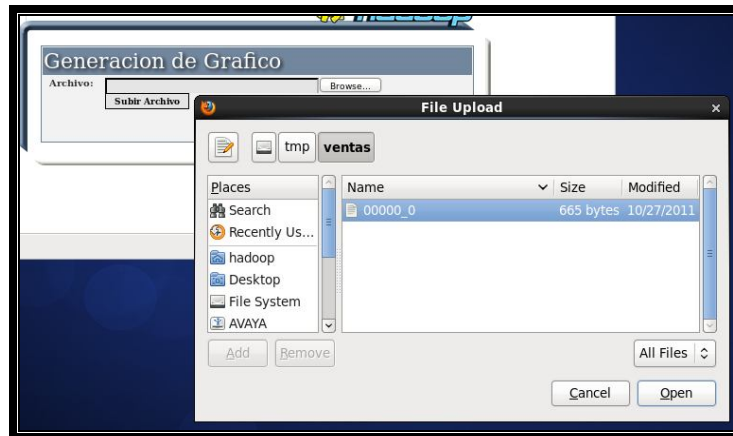 hadoop
Generacion de Grafico
Archivo: Browse...
Subir Archivo
File Upload
tmp ventas
Places
Name Size Modified
Search
00000_0 665 bytes 10/27/2011
Recently Us...
hadoop
Desktop
File System
AVAYA
Add Remove
All Files
Cancel Open